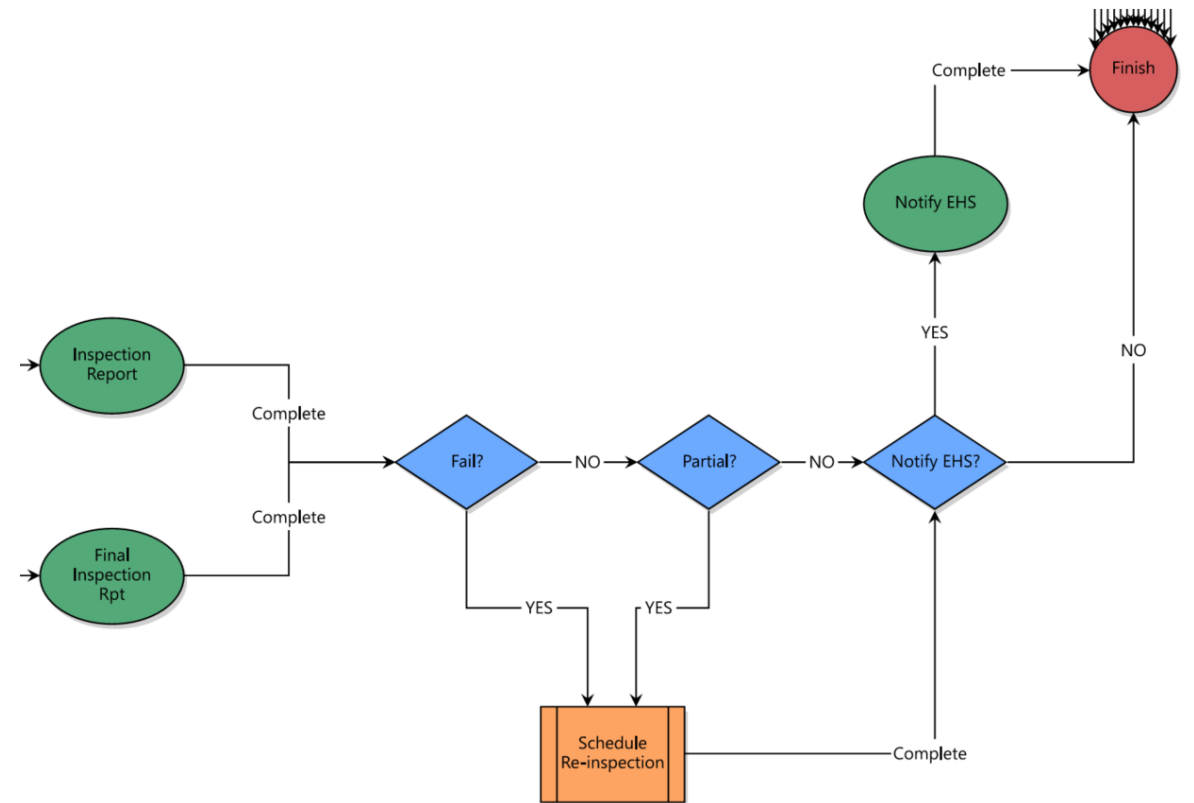 Complete
Finish
Notify EHS
YES
NO
Inspection
Report
Complete
Fail?
NO
Partial?
NO
Notify EHS?
Complete
Final
Inspection
Rpt
YES
YES
Schedule
Re-inspection
Complete